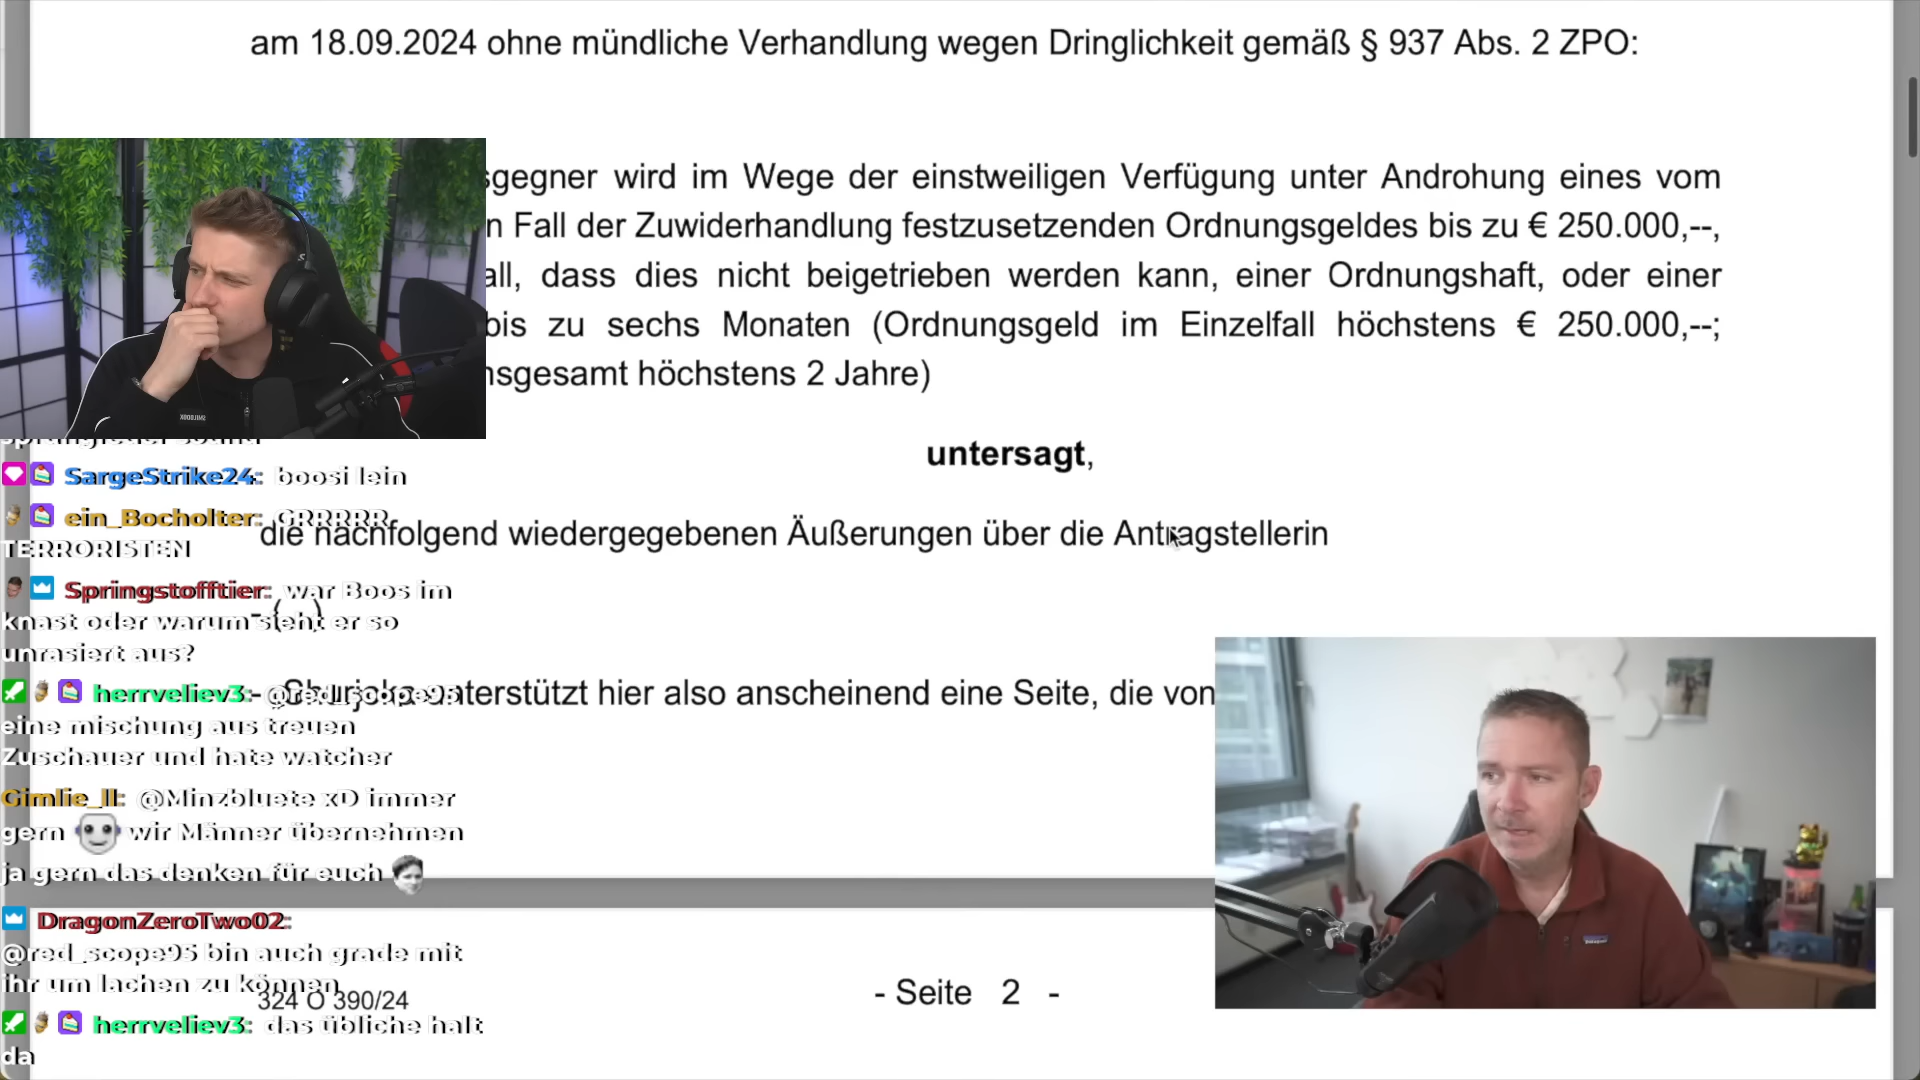 am 18.09.2024 ohne mündliche Verhandlung wegen Dringlichkeit gemäß § 937 Abs. 2 ZPO:
sgegner wird im Wege der einstweiligen Verfügung unter Androhung eines vom
n Fall der Zuwiderhandlung festzusetzenden Ordnungsgeldes bis zu € 250.000,--,
all, dass dies nicht beigetrieben werden kann, einer Ordnungshaft, oder einer
bis zu sechs Monaten (Ordnungsgeld im Einzelfall höchstens € 250.000,--;
nsgesamt höchstens 2 Jahre)
untersagt,
die nachfolgend wiedergegebenen Äußerungen über die Antragstellerin
- (...)
- „Shurjoka unterstützt hier also anscheinend eine Seite, die von
324 O 390/24
- Seite 2 -
SargeStrike24: boosi lein
ein_Bocholter: GRRRRR
TERRORISTEN
Springstofftier: war Boos im
knast oder warum sieht er so
unrasiert aus?
herrveliev3: @red_scope95
eine mischung aus treuen
Zuschauer und hate watcher
Gimlie_ll: @Minzbluete xD immer
gern wir Männer übernehmen
ja gern das denken für euch
DragonZeroTwo02:
@red_scope95 bin auch grade mit
ihr um lachen zu können
herrveliev3: das übliche halt
da